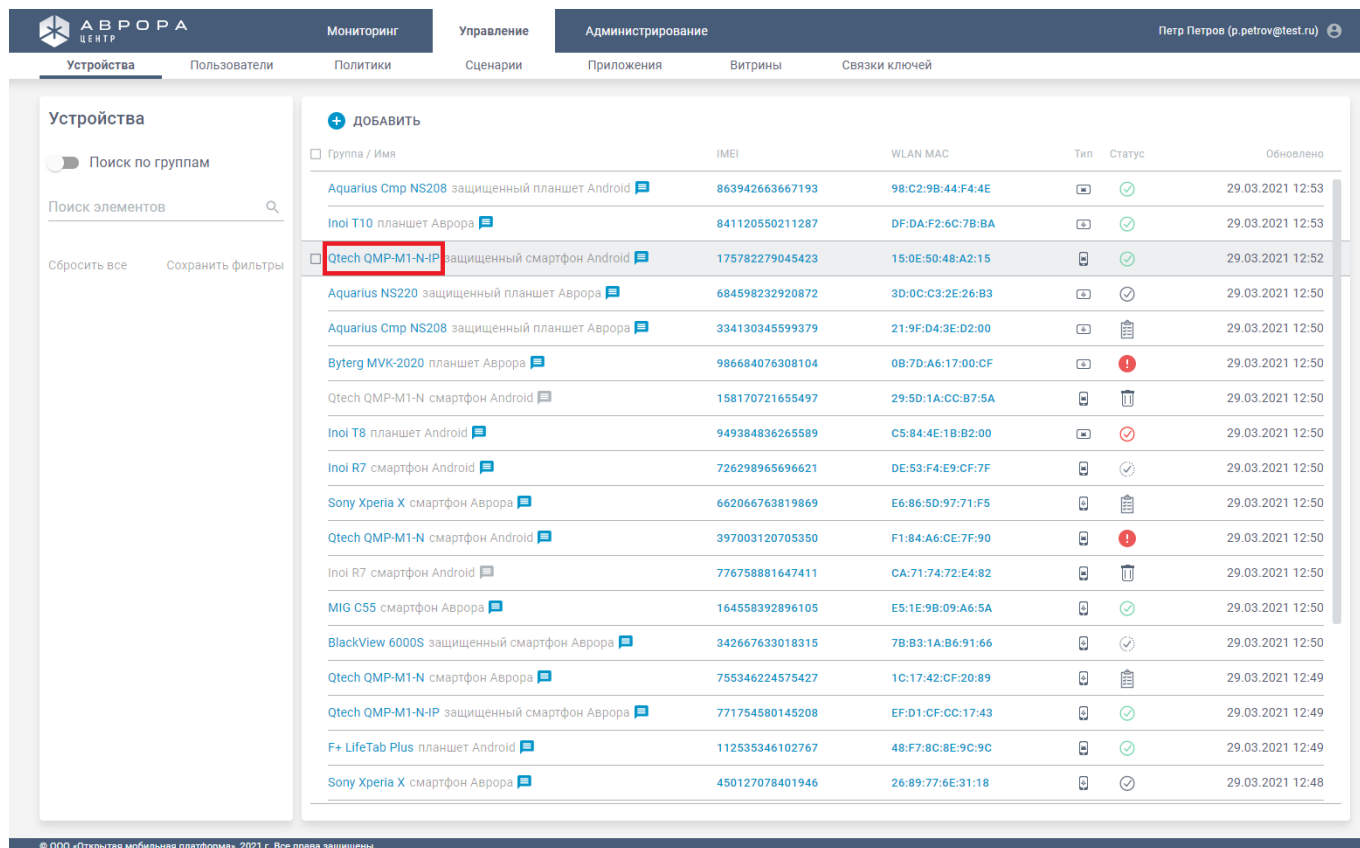 АВРОРА
ЦЕНТР
Мониторинг Управление Администрирование Петр Петров (p.petrov@test.ru)
Устройства Пользователи Политики Сценарии Приложения Витрины Связки ключей
Устройства
Поиск по группам
Поиск элементов
Сбросить все Сохранить фильтры
ДОБАВИТЬ
Группа / Имя IMEI WLAN MAC Тип Статус Обновлено
Aquarius Cmp NS208 защищенный планшет Android 863942663667193 98:C2:9B:44:F4:4E 29.03.2021 12:53
Inoi T10 планшет Аврора 841120550211287 DF:DA:F2:6C:7B:BA 29.03.2021 12:53
Qtech QMP-M1-N-IP защищенный смартфон Android 175782279045423 15:0E:50:48:A2:15 29.03.2021 12:52
Aquarius NS220 защищенный планшет Аврора 684598232920872 3D:0C:C3:2E:26:B3 29.03.2021 12:50
Aquarius Cmp NS208 защищенный планшет Аврора 334130345599379 21:9F:D4:3E:D2:00 29.03.2021 12:50
Byterg MVK-2020 планшет Аврора 986684076308104 0B:7D:A6:17:00:CF 29.03.2021 12:50
Qtech QMP-M1-N смартфон Android 158170721655497 29:5D:1A:CC:B7:5A 29.03.2021 12:50
Inoi T8 планшет Android 949384836265589 C5:84:4E:1B:B2:00 29.03.2021 12:50
Inoi R7 смартфон Android 726298965696621 DE:53:F4:E9:CF:7F 29.03.2021 12:50
Sony Xperia X смартфон Аврора 662066763819869 E6:86:5D:97:71:F5 29.03.2021 12:50
Qtech QMP-M1-N смартфон Android 397003120705350 F1:84:A6:CE:7F:90 29.03.2021 12:50
Inoi R7 смартфон Android 776758881647411 CA:71:74:72:E4:82 29.03.2021 12:50
MIG C55 смартфон Аврора 164558392896105 E5:1E:9B:09:A6:5A 29.03.2021 12:50
BlackView 6000S защищенный смартфон Аврора 342667633018315 7B:B3:1A:B6:91:66 29.03.2021 12:50
Qtech QMP-M1-N смартфон Аврора 755346224575427 1C:17:42:CF:20:89 29.03.2021 12:49
Qtech QMP-M1-N-IP защищенный смартфон Аврора 771754580145208 EF:D1:CF:CC:17:43 29.03.2021 12:49
F+ LifeTab Plus планшет Android 112535346102767 48:F7:8C:8E:9C:9C 29.03.2021 12:49
Sony Xperia X смартфон Аврора 450127078401946 26:89:77:6E:31:18 29.03.2021 12:48
© ООО «Открытая мобильная платформа», 2021 г. Все права защищены